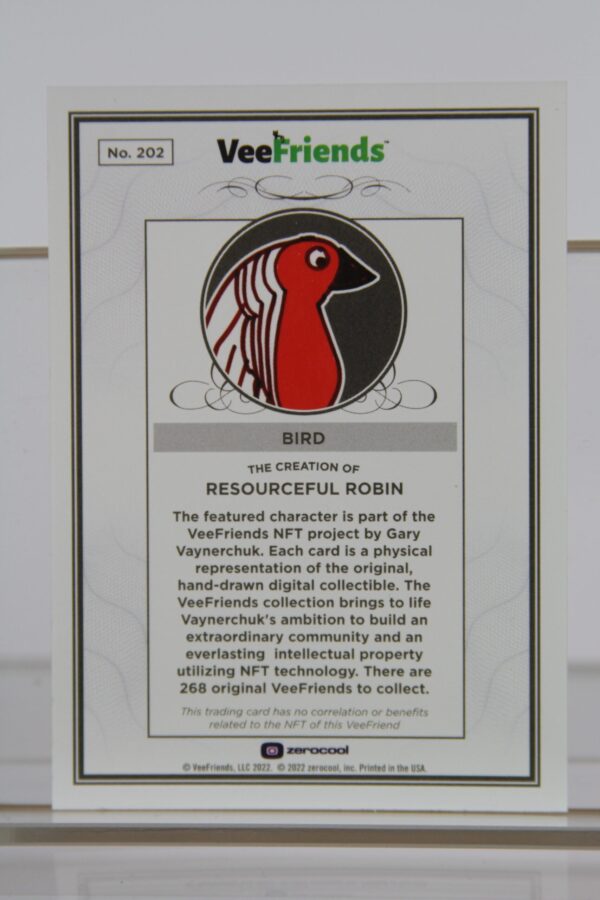 No. 202
VeeFriends™
BIRD
THE CREATION OF
RESOURCEFUL ROBIN
The featured character is part of the
VeeFriends NFT project by Gary
Vaynerchuk. Each card is a physical
representation of the original,
hand-drawn digital collectible. The
VeeFriends collection brings to life
Vaynerchuk's ambition to build an
extraordinary community and an
everlasting intellectual property
utilizing NFT technology. There are
268 original VeeFriends to collect.
This trading card has no correlation or benefits
related to the NFT of this VeeFriend
zerocool
© VeeFriends, LLC 2022. © 2022 zerocool, inc. Printed in the USA.